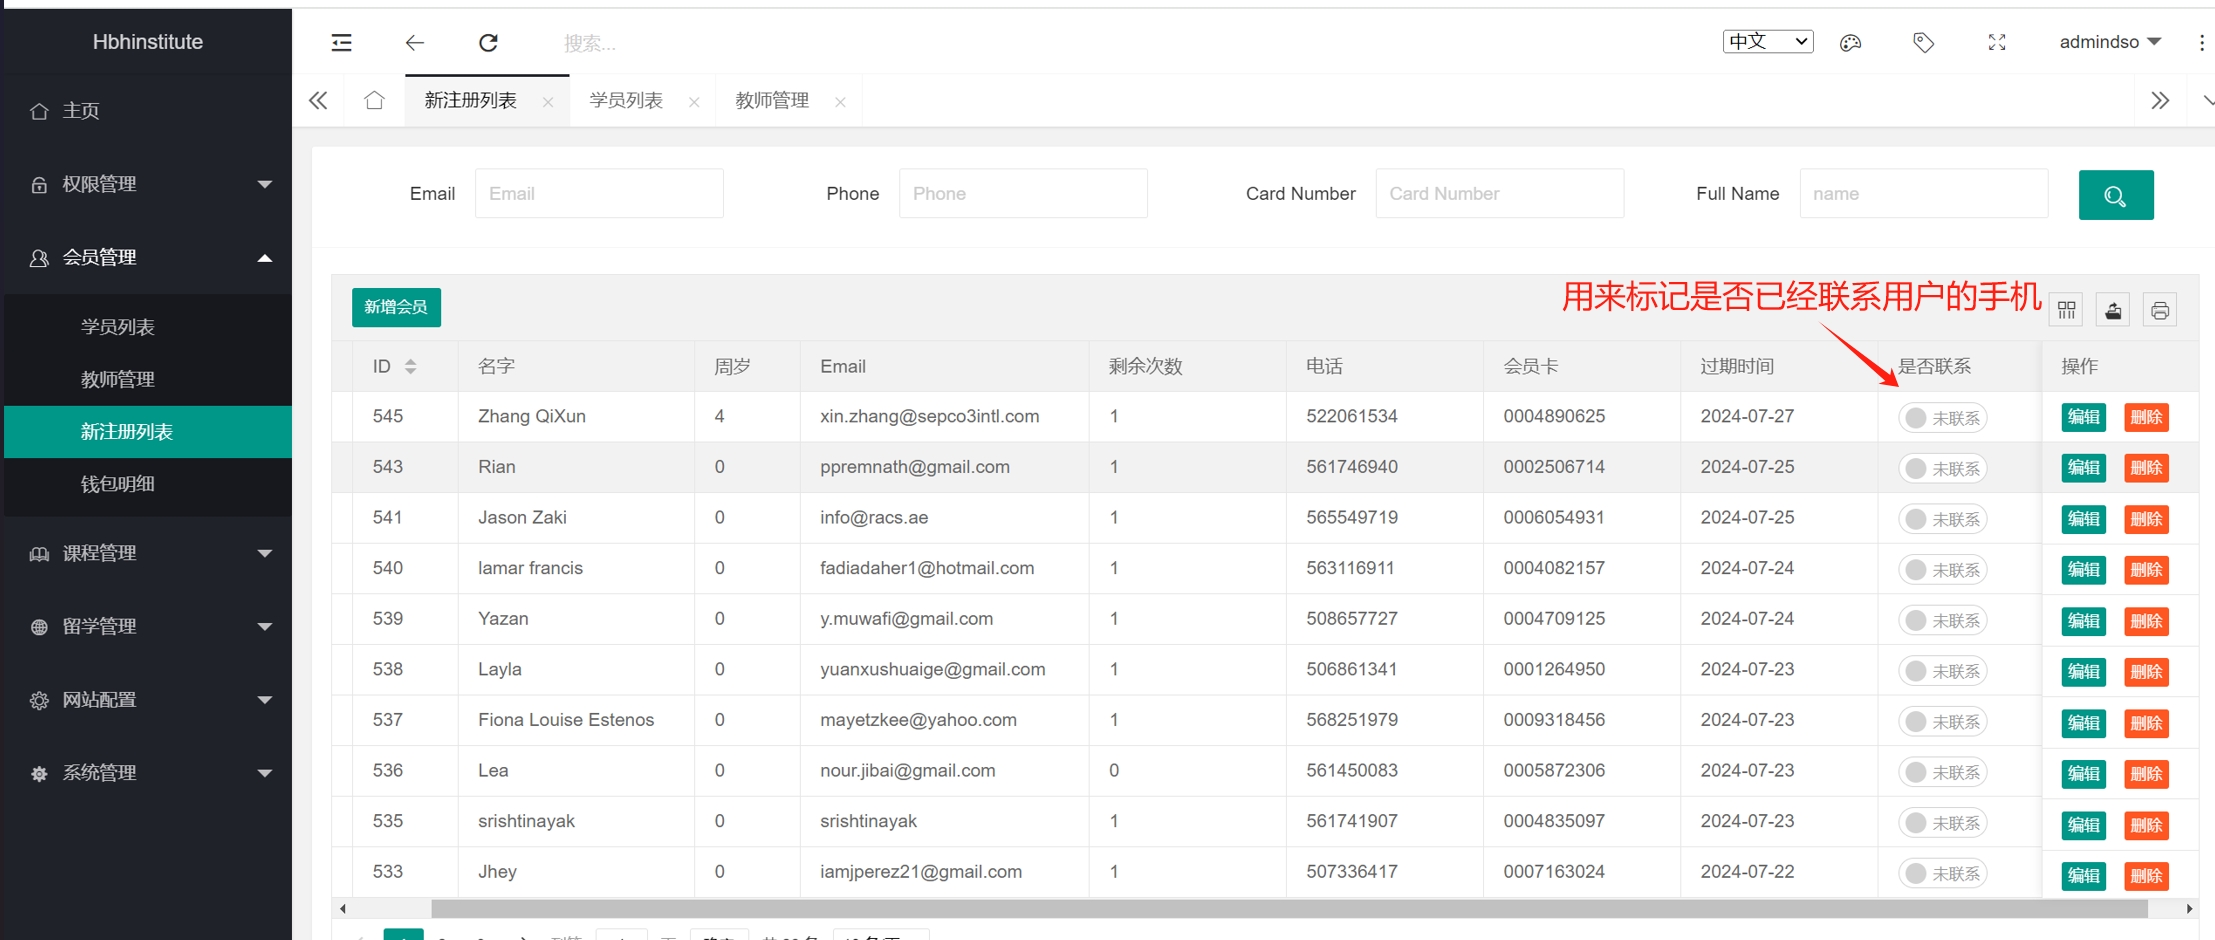 Hbhinstitute
搜索...
中文
admindso
主页
权限管理
会员管理
学员列表
教师管理
新注册列表
钱包明细
课程管理
留学管理
网站配置
系统管理
新注册列表 学员列表 教师管理
Email Email Phone Phone Card Number Card Number Full Name name
新增会员
用来标记是否已经联系用户的手机
ID 名字 周岁 Email 剩余次数 电话 会员卡 过期时间 是否联系 操作
545 Zhang QiXun 4 xin.zhang@sepco3intl.com 1 522061534 0004890625 2024-07-27 未联系 编辑 删除
543 Rian 0 ppremnath@gmail.com 1 561746940 0002506714 2024-07-25 未联系 编辑 删除
541 Jason Zaki 0 info@racs.ae 1 565549719 0006054931 2024-07-25 未联系 编辑 删除
540 lamar francis 0 fadiadaher1@hotmail.com 1 563116911 0004082157 2024-07-24 未联系 编辑 删除
539 Yazan 0 y.muwafi@gmail.com 1 508657727 0004709125 2024-07-24 未联系 编辑 删除
538 Layla 0 yuanxushuaige@gmail.com 1 506861341 0001264950 2024-07-23 未联系 编辑 删除
537 Fiona Louise Estenos 0 mayetzkee@yahoo.com 1 568251979 0009318456 2024-07-23 未联系 编辑 删除
536 Lea 0 nour.jibai@gmail.com 0 561450083 0005872306 2024-07-23 未联系 编辑 删除
535 srishtinayak 0 srishtinayak 1 561741907 0004835097 2024-07-23 未联系 编辑 删除
533 Jhey 0 iamjperez21@gmail.com 1 507336417 0007163024 2024-07-22 未联系 编辑 删除